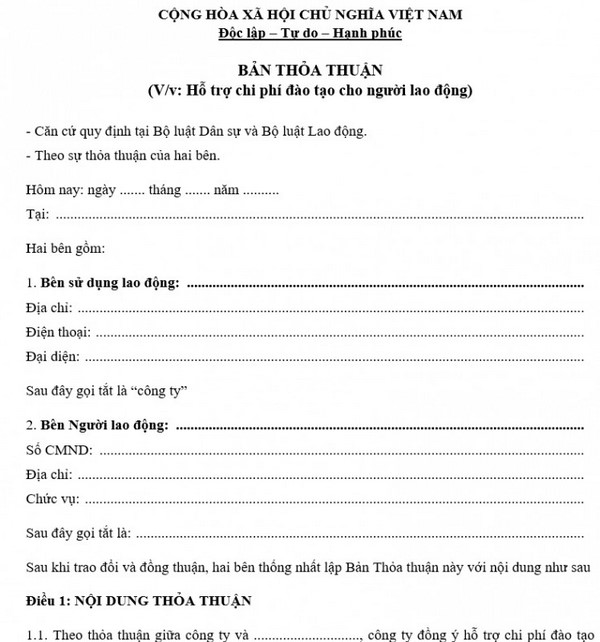 CỘNG HÒA XÃ HỘI CHỦ NGHĨA VIỆT NAM
Độc lập – Tự do – Hạnh phúc
BẢN THỎA THUẬN
(V/v: Hỗ trợ chi phí đào tạo cho người lao động)
- Căn cứ quy định tại Bộ luật Dân sự và Bộ luật Lao động.
- Theo sự thỏa thuận của hai bên.
Hôm nay: ngày ....... tháng ....... năm ..........
Tại: ....................................................................................................
Hai bên gồm:
1. Bên sử dụng lao động: ....................................................................................................
Địa chỉ: ....................................................................................................
Điện thoại: ....................................................................................................
Đại diện: ....................................................................................................
Sau đây gọi tắt là “công ty”
2. Bên Người lao động: ....................................................................................................
Số CMND: ....................................................................................................
Địa chỉ: ....................................................................................................
Chức vụ: ....................................................................................................
Sau đây gọi tắt là: ....................................................................................................
Sau khi trao đổi và đồng thuận, hai bên thống nhất lập Bản Thỏa thuận này với nội dung như sau
Điều 1: NỘI DUNG THỎA THUẬN
1.1. Theo thỏa thuận giữa công ty và .........................., công ty đồng ý hỗ trợ chi phí đào tạo